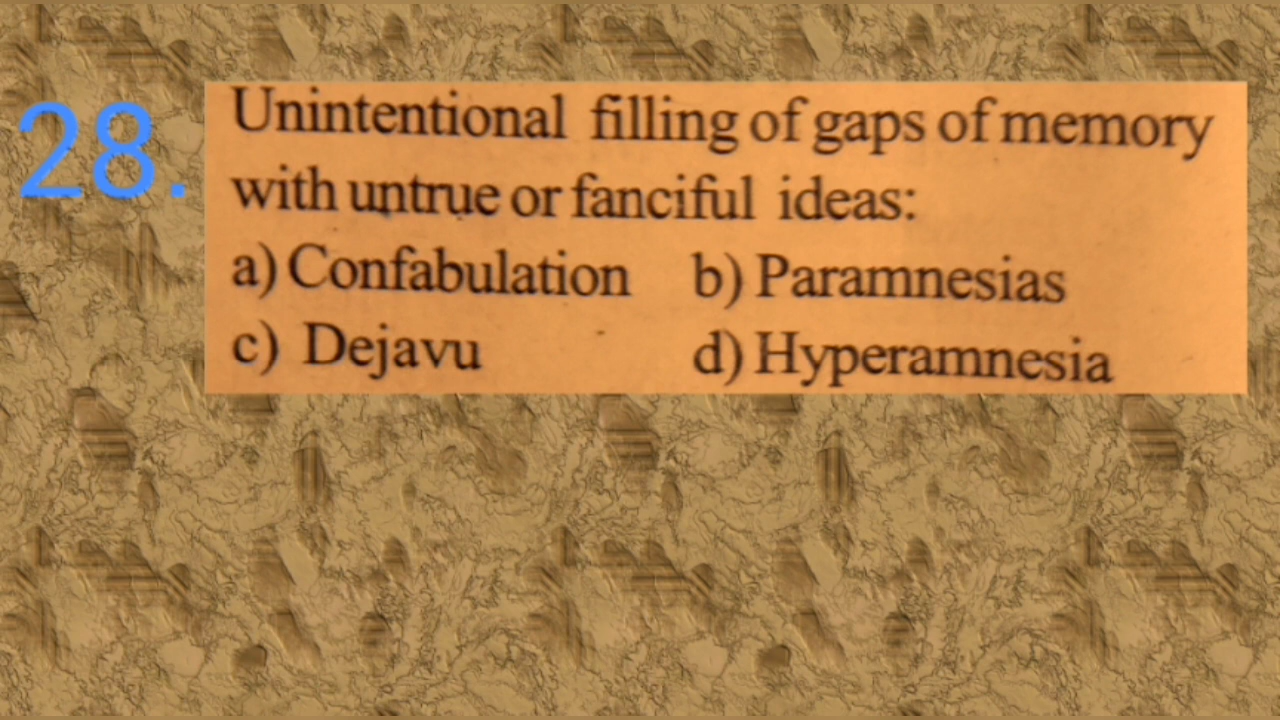 28.
Unintentional filling of gaps of memory
with untrue or fanciful ideas:
a) Confabulation b) Paramnesias
c) Dejavu d) Hyperamnesia